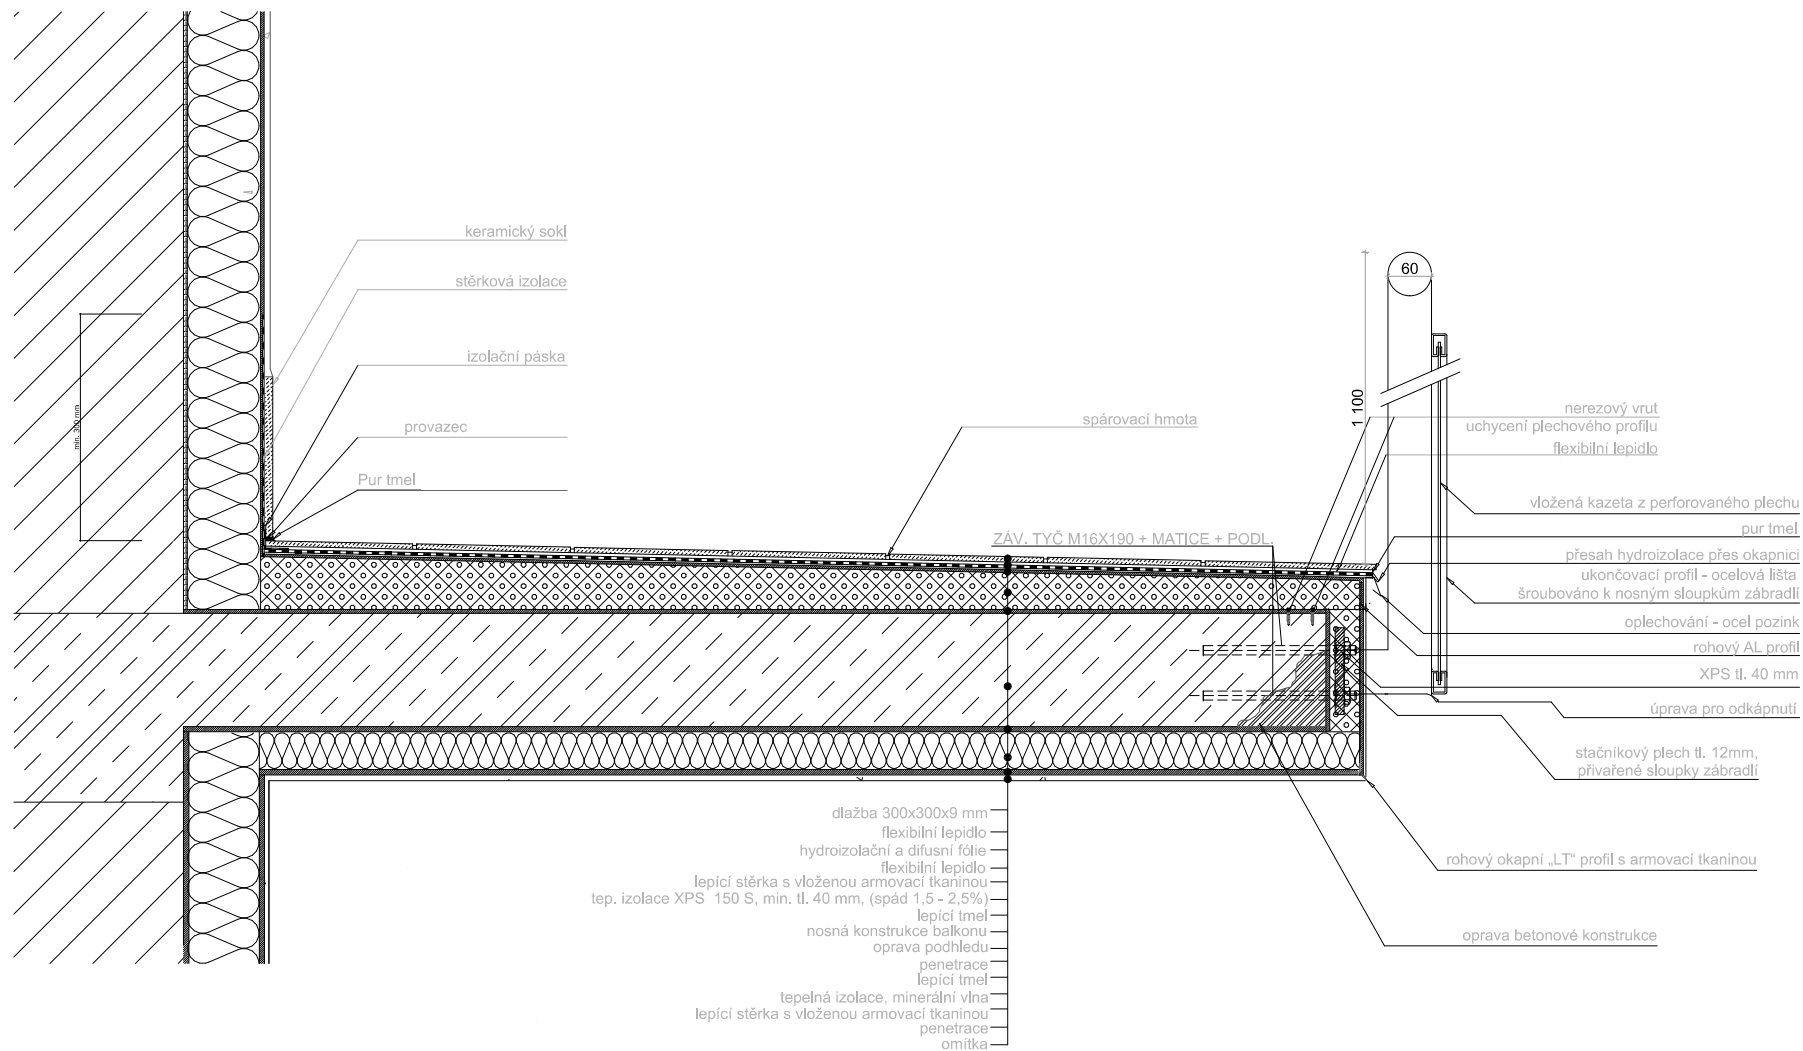 keramický sokl
stěrková izolace
izolační páska
provazec
Pur tmel
min. 300 mm
spárovací hmota
ZÁV. TYČ M16X190 + MATICE + PODL.
60
1 100
nerezový vrut
uchycení plechového profilu
flexibilní lepidlo
vložená kazeta z perforovaného plechu
pur tmel
přesah hydroizolace přes okapnici
ukončovací profil - ocelová lišta
šroubováno k nosným sloupkům zábradlí
oplechování - ocel pozink
rohový AL profil
XPS tl. 40 mm
úprava pro odkápnutí
stačníkový plech tl. 12mm,
přivařené sloupky zábradlí
rohový okapní „LT“ profil s armovací tkaninou
oprava betonové konstrukce
dlažba 300x300x9 mm
flexibilní lepidlo
hydroizolační a difusní fólie
flexibilní lepidlo
lepící stěrka s vloženou armovací tkaninou
tep. izolace XPS 150 S, min. tl. 40 mm, (spád 1,5 - 2,5%)
lepící tmel
nosná konstrukce balkonu
oprava podhledu
penetrace
lepící tmel
tepelná izolace, minerální vlna
lepící stěrka s vloženou armovací tkaninou
penetrace
omítka